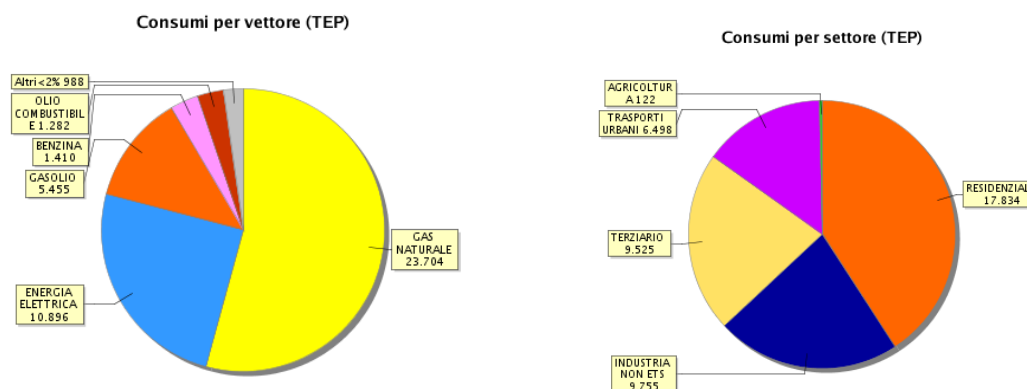 Consumi per vettore (TEP)
Altri<2% 988
OLIO
COMBUSTIBIL
E 1.282
BENZINA
1.410
GASOLIO
5.455
GAS
NATURALE
23.704
ENERGIA
ELETTRICA
10.896
Consumi per settore (TEP)
AGRICOLTUR
A 122
TRASPORTI
URBANI 6.498
RESIDENZIAL
17.834
TERZIARIO
9.525
INDUSTRIA
NON ETS
9.755